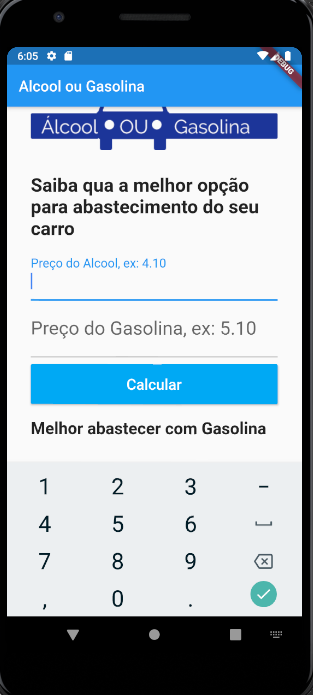 6:05
DEBUG
Alcool ou Gasolina
Álcool OU Gasolina
Saiba qua a melhor opção
para abastecimento do seu
carro
Preço do Alcool, ex: 4.10
Preço do Gasolina, ex: 5.10
Calcular
Melhor abastecer com Gasolina
1 2 3 −
4 5 6
7 8 9
, 0 .